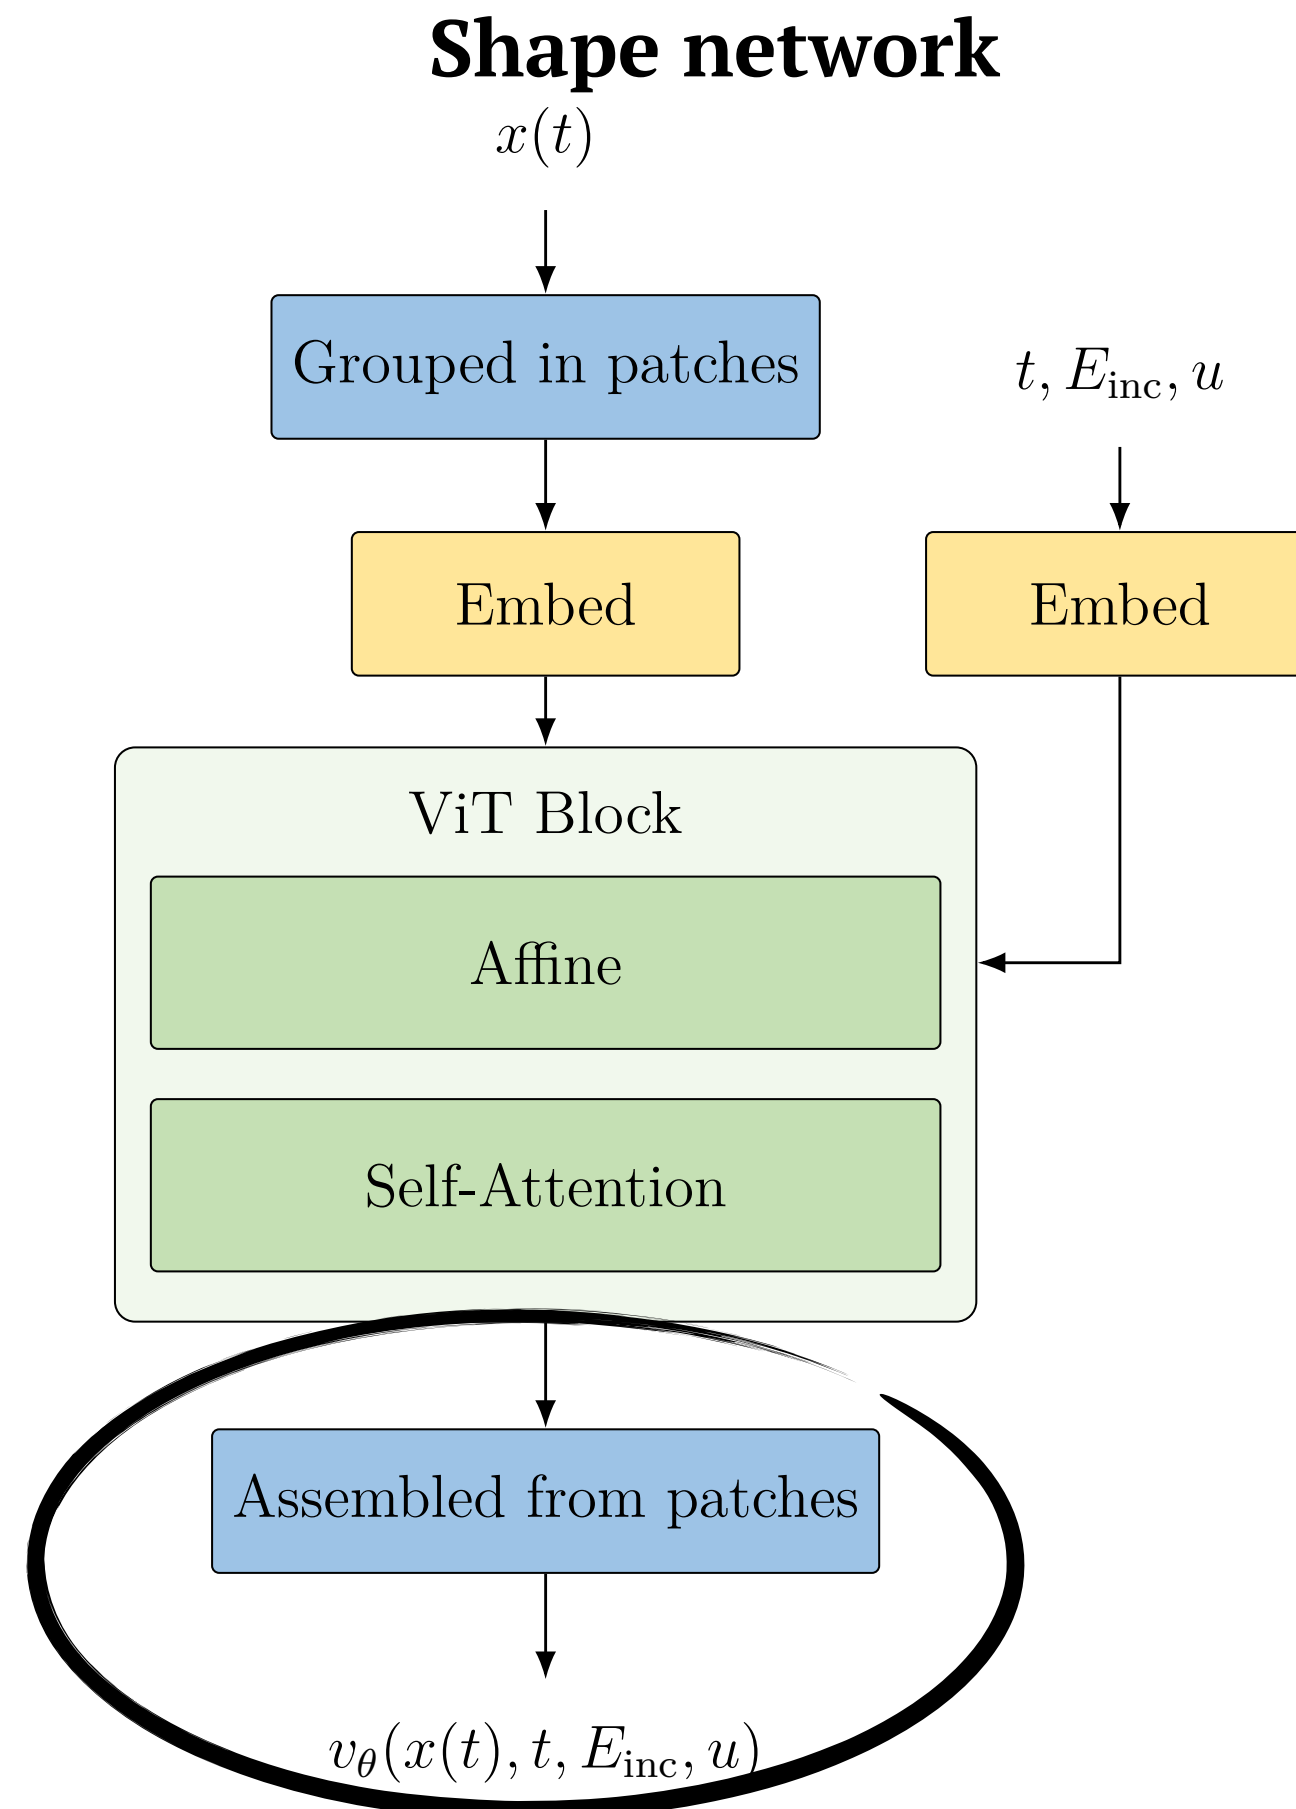 Shape network
x(t)
Grouped in patches
t, E_inc, u
Embed
Embed
ViT Block
Affine
Self-Attention
Assembled from patches
v_θ(x(t), t, E_inc, u)